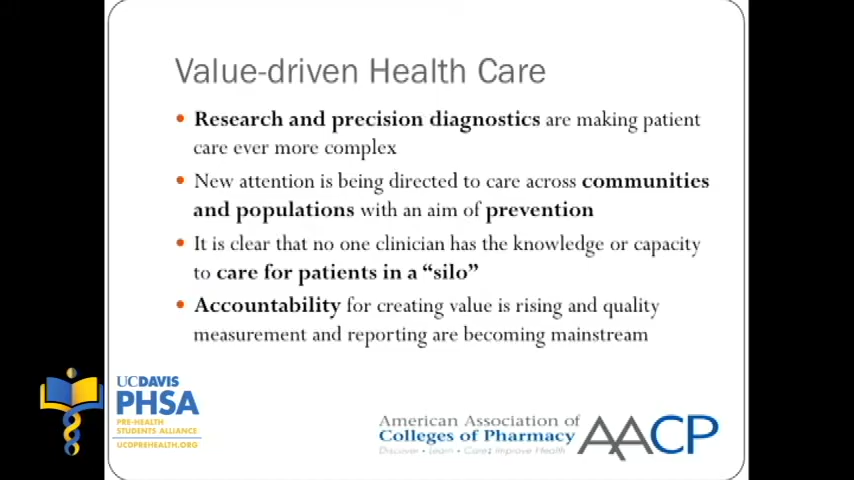 Value-driven Health Care
• Research and precision diagnostics are making patient
care ever more complex
• New attention is being directed to care across communities
and populations with an aim of prevention
• It is clear that no one clinician has the knowledge or capacity
to care for patients in a “silo”
• Accountability for creating value is rising and quality
measurement and reporting are becoming mainstream
UCDAVIS
PHSA
PRE-HEALTH
STUDENTS ALLIANCE
UCDPREHEALTH.ORG
American Association of
Colleges of Pharmacy
Discover • Learn • Care: Improve Health
AACP